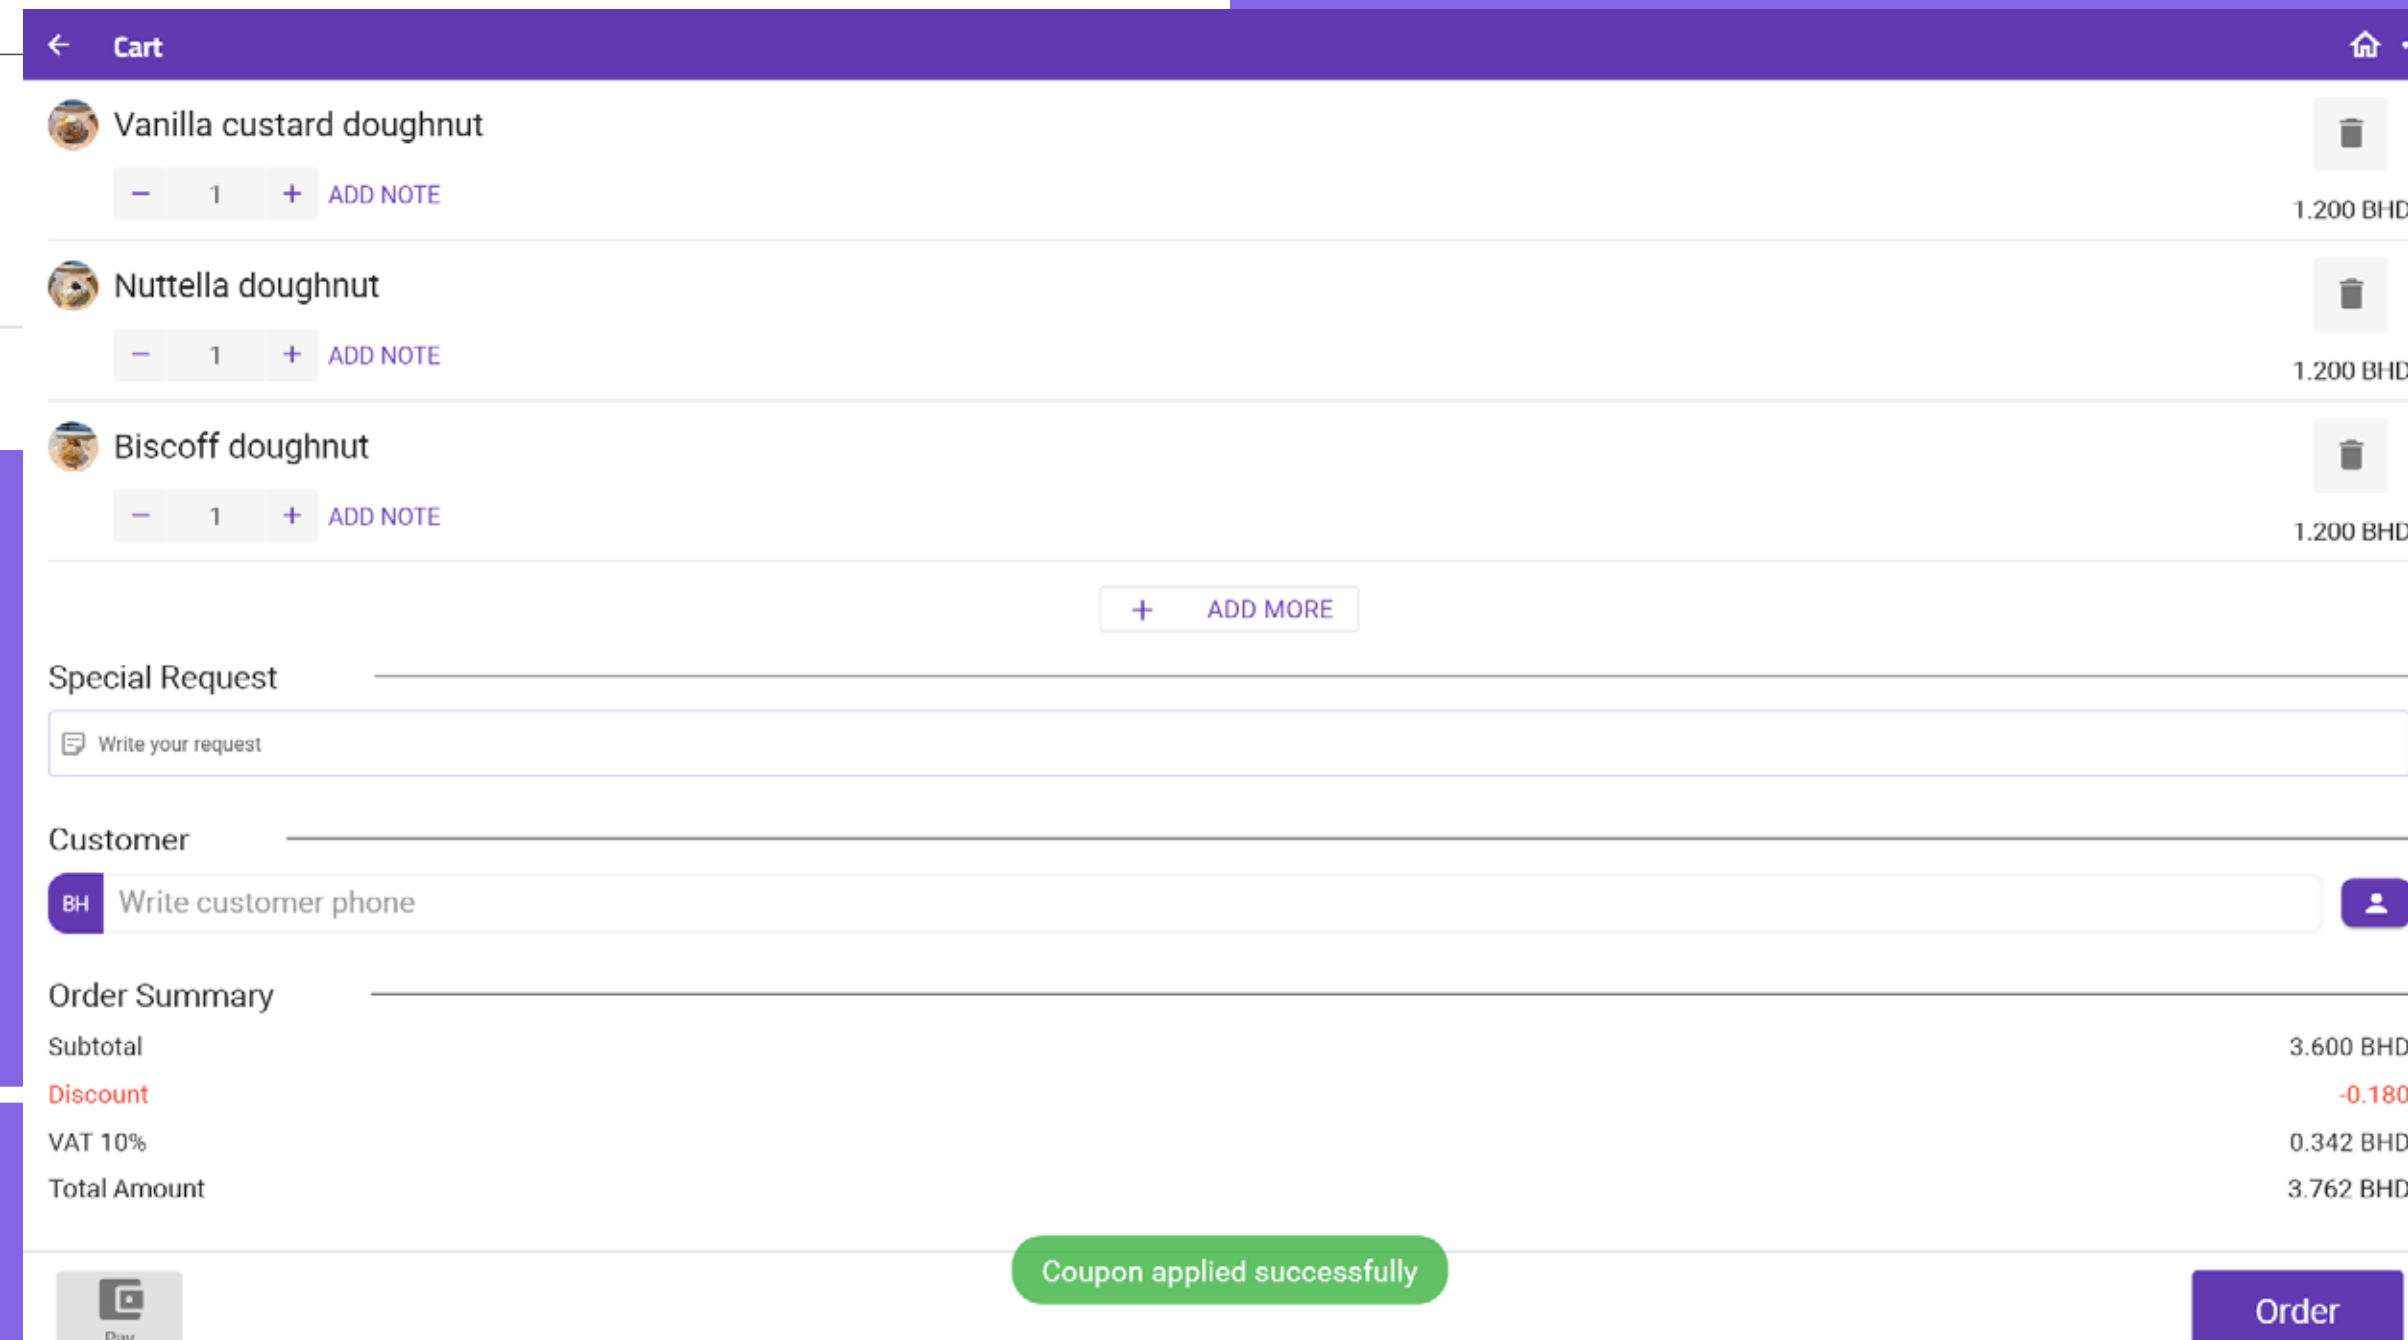 Cart
Vanilla custard doughnut
1 ADD NOTE
1.200 BHD
Nuttella doughnut
1 ADD NOTE
1.200 BHD
Biscoff doughnut
1 ADD NOTE
1.200 BHD
ADD MORE
Special Request
Write your request
Customer
BH Write customer phone
Order Summary
Subtotal 3.600 BHD
Discount -0.180
VAT 10% 0.342 BHD
Total Amount 3.762 BHD
Coupon applied successfully
Pay
Order